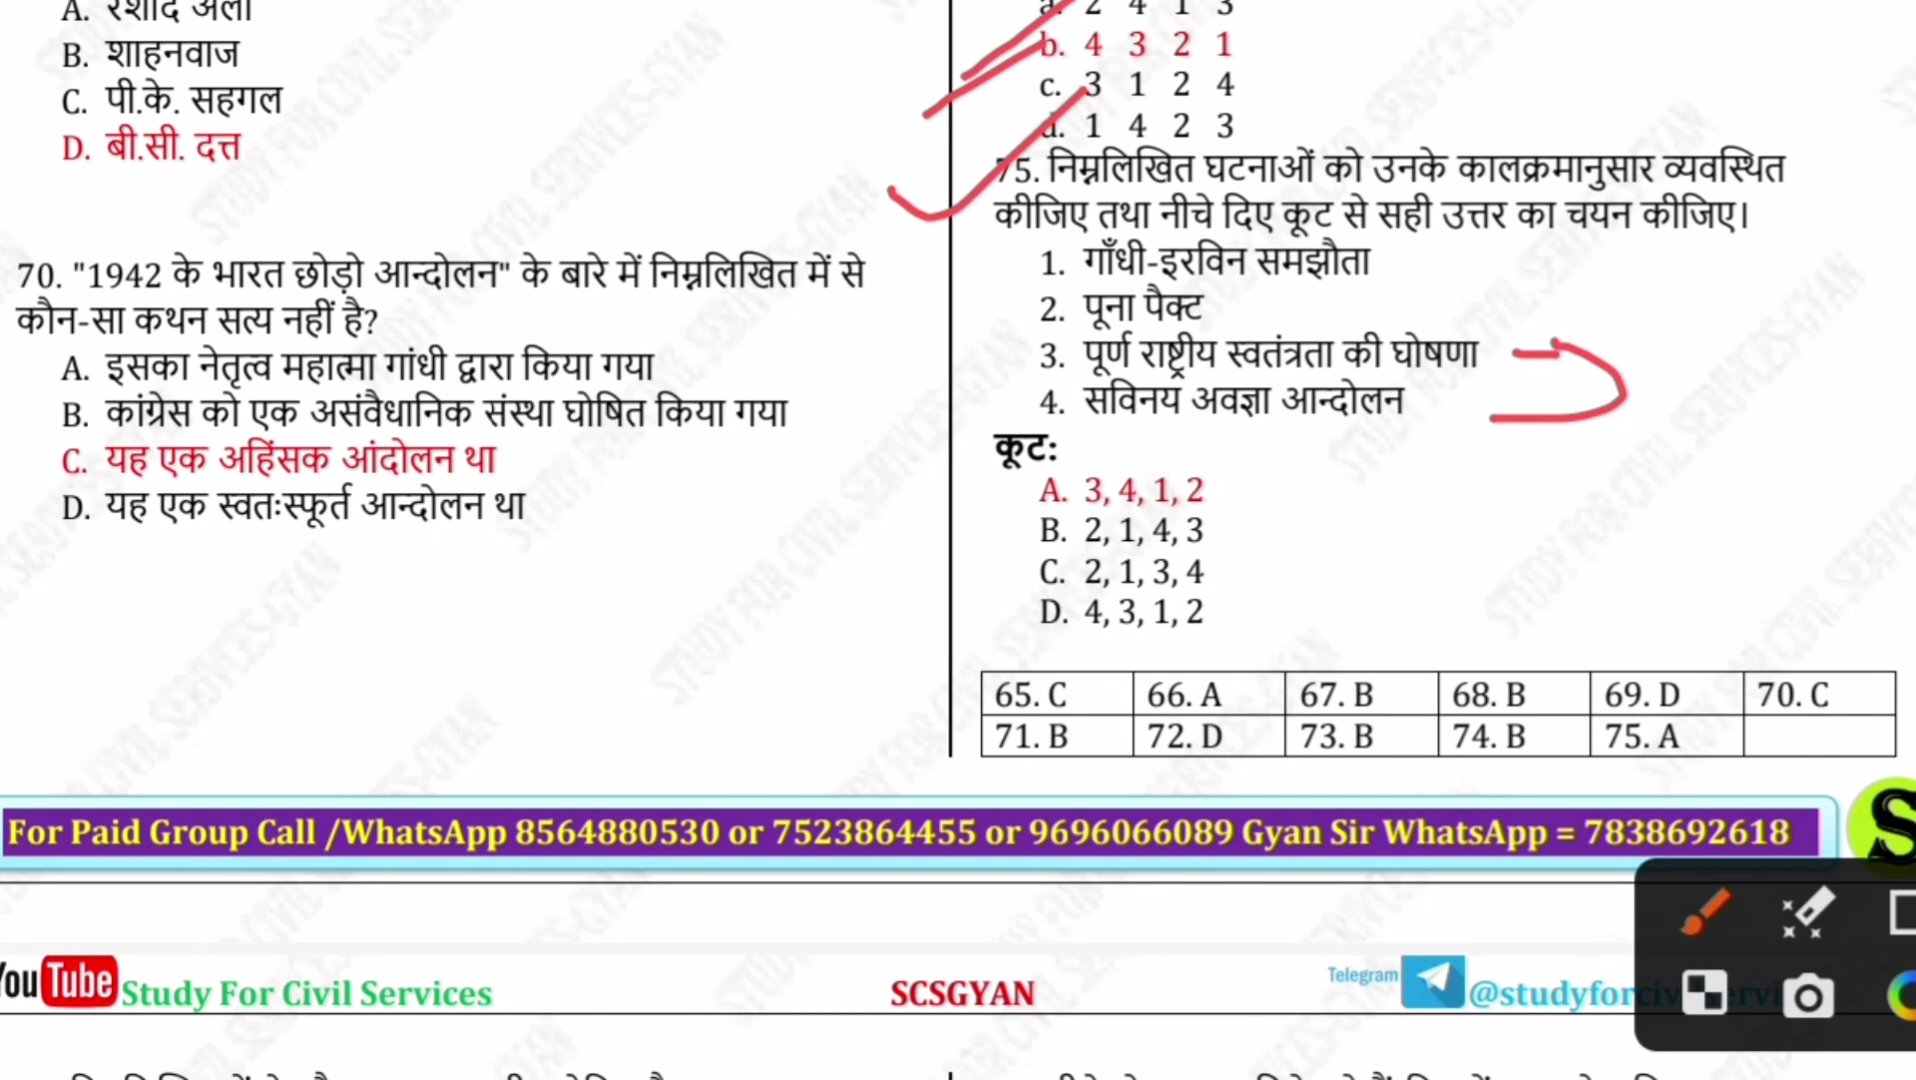 A. रशीद अली
B. शाहनवाज
C. पी.के. सहगल
D. बी.सी. दत्त
70. "1942 के भारत छोड़ो आन्दोलन" के बारे में निम्नलिखित में से
कौन-सा कथन सत्य नहीं है?
A. इसका नेतृत्व महात्मा गांधी द्वारा किया गया
B. कांग्रेस को एक असंवैधानिक संस्था घोषित किया गया
C. यह एक अहिंसक आंदोलन था
D. यह एक स्वतःस्फूर्त आन्दोलन था
a. 2 4 1 3
b. 4 3 2 1
c. 3 1 2 4
d. 1 4 2 3
75. निम्नलिखित घटनाओं को उनके कालक्रमानुसार व्यवस्थित
कीजिए तथा नीचे दिए कूट से सही उत्तर का चयन कीजिए।
1. गाँधी-इरविन समझौता
2. पूना पैक्ट
3. पूर्ण राष्ट्रीय स्वतंत्रता की घोषणा
4. सविनय अवज्ञा आन्दोलन
कूट:
A. 3, 4, 1, 2
B. 2, 1, 4, 3
C. 2, 1, 3, 4
D. 4, 3, 1, 2
65. C 66. A 67. B 68. B 69. D 70. C
71. B 72. D 73. B 74. B 75. A
For Paid Group Call /WhatsApp 8564880530 or 7523864455 or 9696066089 Gyan Sir WhatsApp = 7838692618
YouTube Study For Civil Services
SCSGYAN
Telegram @studyforciv